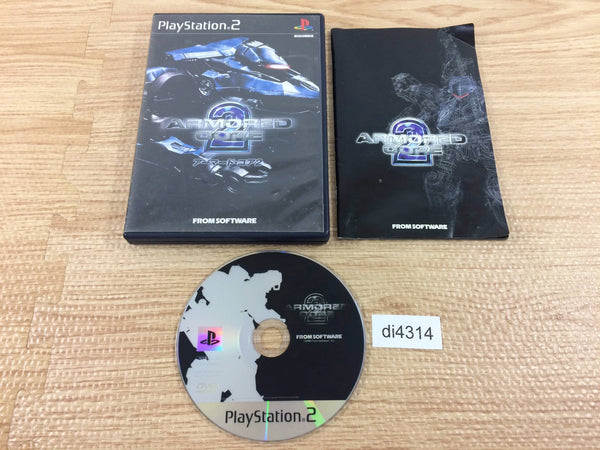 PlayStation 2
2
ARMORED
CORE
アーマード・コア2
FROM SOFTWARE
2
ARMORED
CORE
FROM SOFTWARE
2
ARMORED
CORE
FROM SOFTWARE
DVD
PlayStation 2
di4314